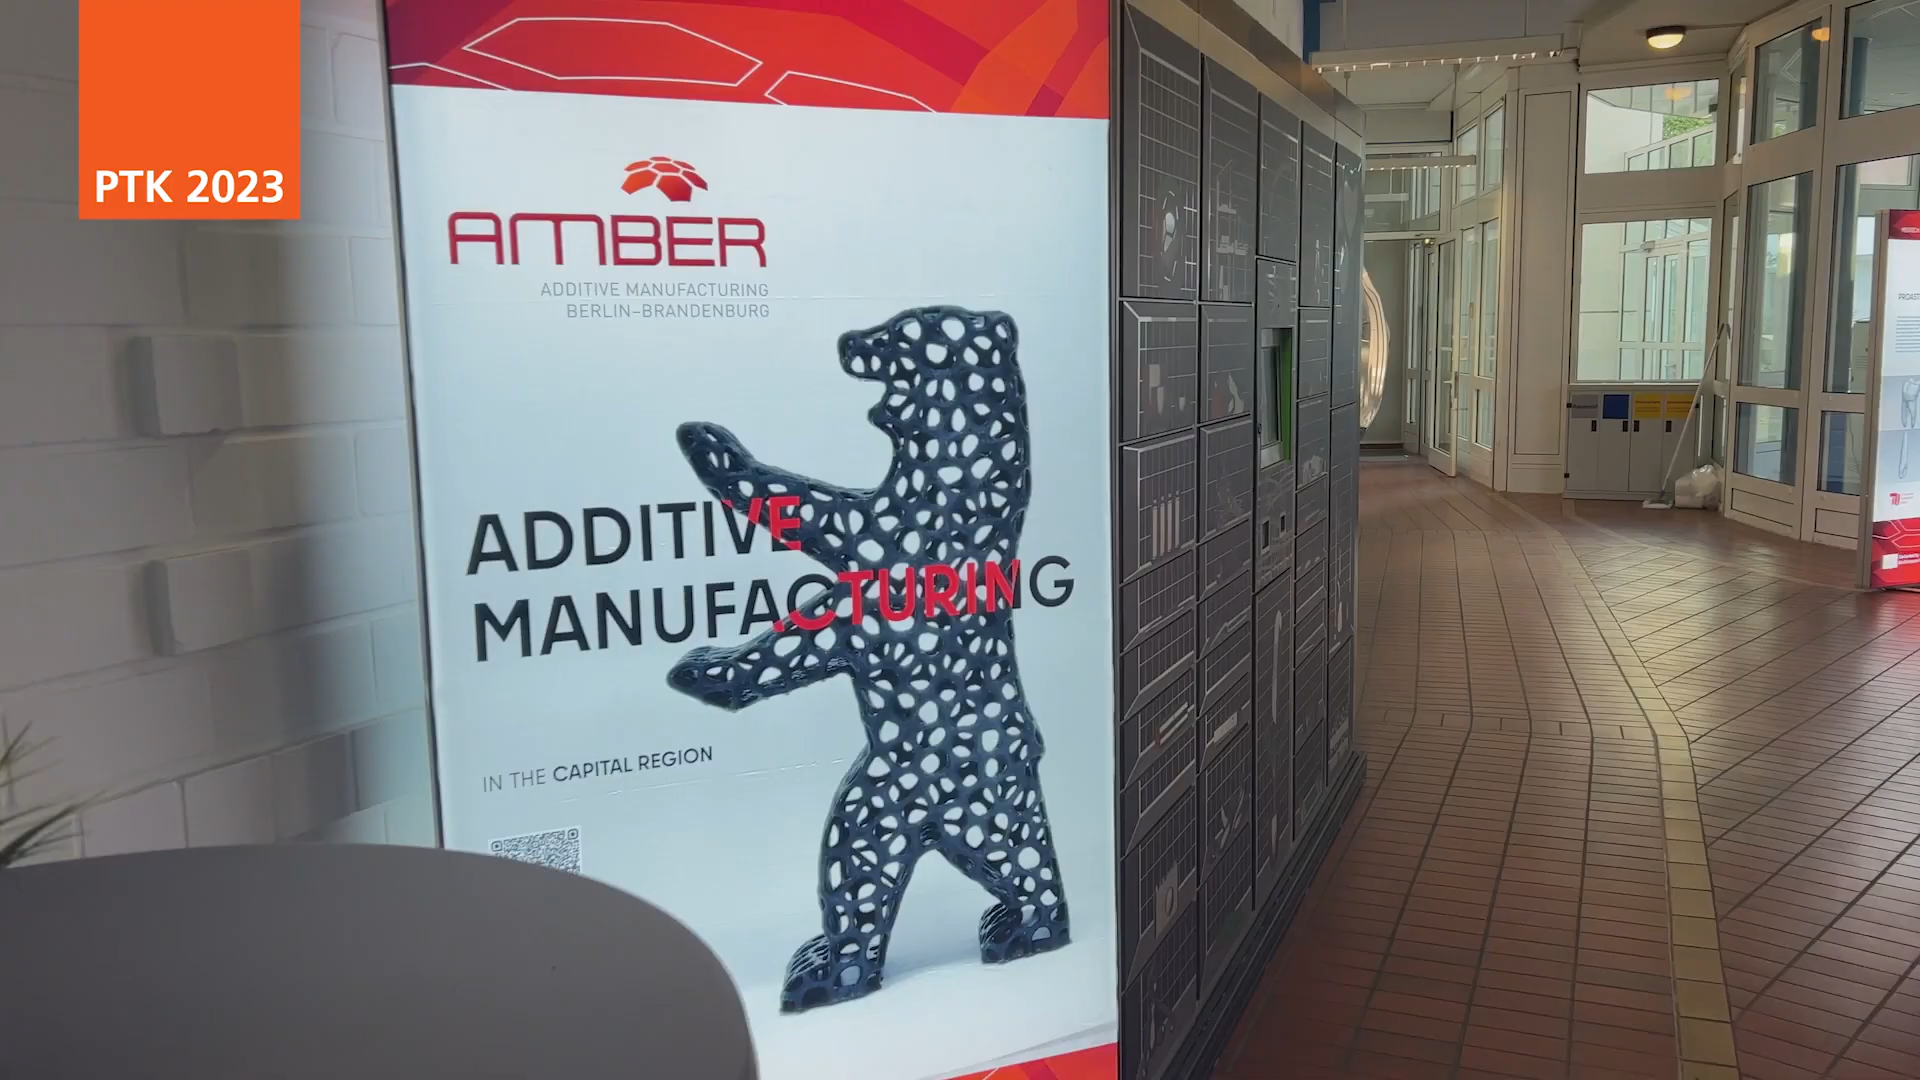 PTK 2023
AMBER
ADDITIVE MANUFACTURING
BERLIN-BRANDENBURG
ADDITIVE
MANUFACTURING
IN THE CAPITAL REGION